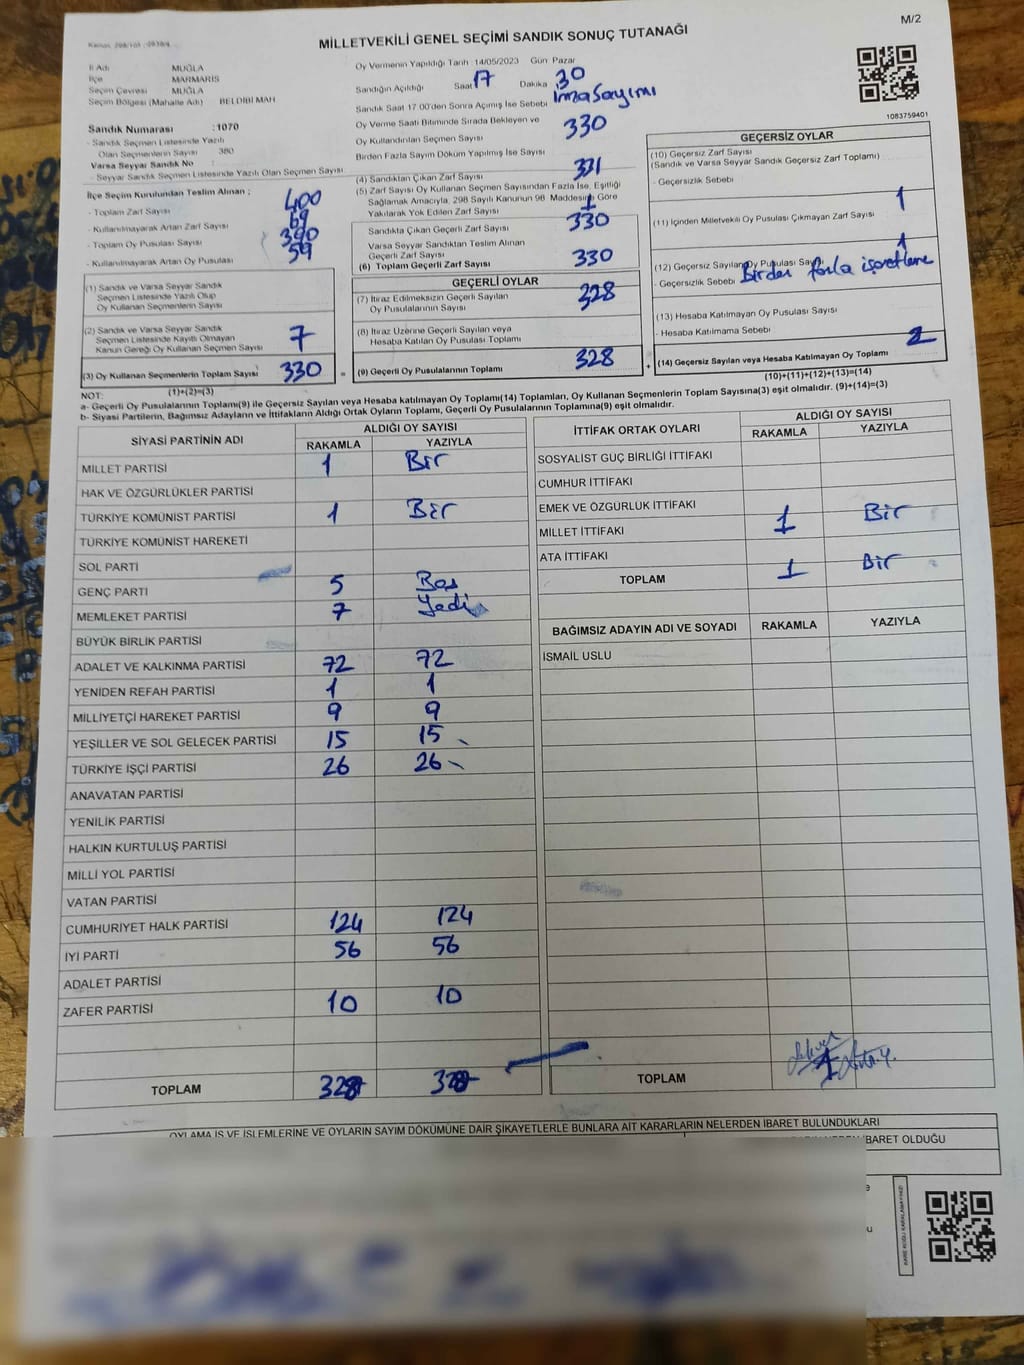 M/2
MİLLETVEKİLİ GENEL SEÇİMİ SANDIK SONUÇ TUTANAĞI
İl Adı MUĞLA
İlçe MARMARİS
Seçim Çevresi MUĞLA
Seçim Bölgesi (Mahalle Adı) BELDİBİ MAH
Sandık Numarası : 1070
- Sandık Seçmen Listesinde Yazılı
Olan Seçmenlerin Sayısı 380
Varsa Seyyar Sandık No :
- Seyyar Sandık Seçmen Listesinde Yazılı Olan Seçmen Sayısı
İlçe Seçim Kurulundan Teslim Alınan ;
- Toplam Zarf Sayısı 400
- Kullanılmayarak Artan Zarf Sayısı 69
- Toplam Oy Pusulası Sayısı 390
- Kullanılmayarak Artan Oy Pusulası 59
(1) Sandık ve Varsa Seyyar Sandık
Seçmen Listesinde Yazılı Olup
Oy Kullanan Seçmenlerin Sayısı
(2) Sandık ve Varsa Seyyar Sandık
Seçmen Listesinde Kayıtlı Olmayan
Kanun Gereği Oy Kullanan Seçmen Sayısı 7
(3) Oy Kullanan Seçmenlerin Toplam Sayısı 330
(1)+(2)=(3)
Oy Vermenin Yapıldığı Tarih 14/05/2023 Gün Pazar
Sandığın Açıldığı Saat 17 Dakika 30
Sandık Saat 17 00'den Sonra Açılmış İse Sebebi İmza Sayımı
Oy Verme Saati Bitiminde Sırada Bekleyen ve
Oy Kullandırılan Seçmen Sayısı 330
Birden Fazla Sayım Döküm Yapılmış İse Sayısı
(4) Sandıktan Çıkan Zarf Sayısı 331
(5) Zarf Sayısı Oy Kullanan Seçmen Sayısından Fazla İse, Eşitliği
Sağlamak Amacıyla, 298 Sayılı Kanunun 98. Maddesine Göre
Yakılarak Yok Edilen Zarf Sayısı 1
Sandıkta Çıkan Geçerli Zarf Sayısı 330
Varsa Seyyar Sandıktan Teslim Alınan
Geçerli Zarf Sayısı
(6) Toplam Geçerli Zarf Sayısı 330
GEÇERLİ OYLAR
(7) İtiraz Edilmeksizin Geçerli Sayılan
Oy Pusulalarının Sayısı 328
(8) İtiraz Üzerine Geçerli Sayılan veya
Hesaba Katılan Oy Pusulası Toplamı
(9) Geçerli Oy Pusulalarının Toplamı 328
1083759401
GEÇERSİZ OYLAR
(10) Geçersiz Zarf Sayısı
(Sandık ve Varsa Seyyar Sandık Geçersiz Zarf Toplamı)
- Geçersizlik Sebebi
1
(11) İçinden Milletvekili Oy Pusulası Çıkmayan Zarf Sayısı
1
(12) Geçersiz Sayılan Oy Pusulası Sayısı
- Geçersizlik Sebebi Birden fazla işaretleme
(13) Hesaba Katılmayan Oy Pusulası Sayısı
- Hesaba Katılmama Sebebi
2
(14) Geçersiz Sayılan veya Hesaba Katılmayan Oy Toplamı
(10)+(11)+(12)+(13)=(14)
NOT:
a- Geçerli Oy Pusulalarının Toplamı(9) ile Geçersiz Sayılan veya Hesaba katılmayan Oy Toplamı(14) Toplamları, Oy Kullanan Seçmenlerin Toplam Sayısına(3) eşit olmalıdır. (9)+(14)=(3)
b- Siyasi Partilerin, Bağımsız Adayların ve İttifakların Aldığı Ortak Oyların Toplamı, Geçerli Oy Pusulalarının Toplamına(9) eşit olmalıdır.
SİYASİ PARTİNİN ADI ALDIĞI OY SAYISI
RAKAMLA YAZIYLA
MİLLET PARTİSİ 1 Bir
HAK VE ÖZGÜRLÜKLER PARTİSİ
TÜRKİYE KOMÜNİST PARTİSİ 1 Bir
TÜRKİYE KOMÜNİST HAREKETİ
SOL PARTİ
GENÇ PARTİ 5 Beş
MEMLEKET PARTİSİ 7 Yedi
BÜYÜK BİRLİK PARTİSİ
ADALET VE KALKINMA PARTİSİ 72 72
YENİDEN REFAH PARTİSİ 1 1
MİLLİYETÇİ HAREKET PARTİSİ 9 9
YEŞİLLER VE SOL GELECEK PARTİSİ 15 15
TÜRKİYE İŞÇİ PARTİSİ 26 26
ANAVATAN PARTİSİ
YENİLİK PARTİSİ
HALKIN KURTULUŞ PARTİSİ
MİLLİ YOL PARTİSİ
VATAN PARTİSİ
CUMHURİYET HALK PARTİSİ 124 124
İYİ PARTİ 56 56
ADALET PARTİSİ
ZAFER PARTİSİ 10 10
TOPLAM 328 328
İTTİFAK ORTAK OYLARI ALDIĞI OY SAYISI
RAKAMLA YAZIYLA
SOSYALİST GÜÇ BİRLİĞİ İTTİFAKI
CUMHUR İTTİFAKI
EMEK VE ÖZGÜRLÜK İTTİFAKI
MİLLET İTTİFAKI 1 Bir
ATA İTTİFAKI
TOPLAM 1 Bir
BAĞIMSIZ ADAYIN ADI VE SOYADI RAKAMLA YAZIYLA
İSMAİL USLU
TOPLAM
OYLAMA İŞ VE İŞLEMLERİNE VE OYLARIN SAYIM DÖKÜMÜNE DAİR ŞİKAYETLERLE BUNLARA AİT KARARLARIN NELERDEN İBARET BULUNDUKLARI
İBARET OLDUĞU